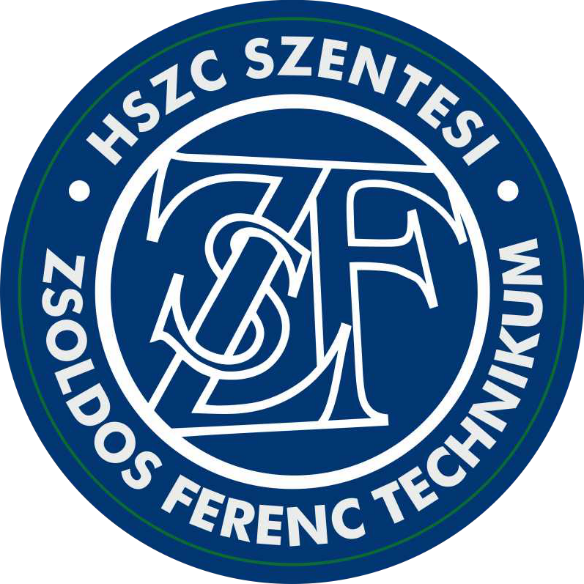 HSZC SZENTESI
ZSOLDOS FERENC TECHNIKUM
ZSF